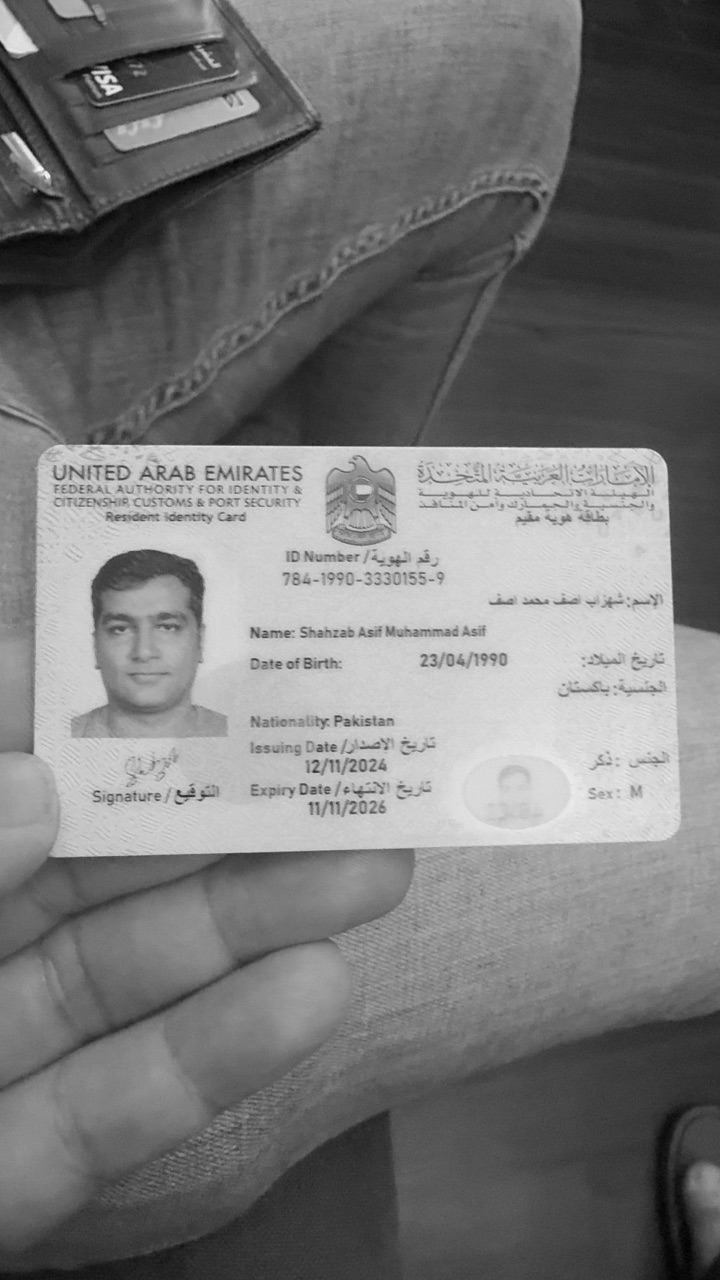 VISA
UNITED ARAB EMIRATES
FEDERAL AUTHORITY FOR IDENTITY &
CITIZENSHIP, CUSTOMS & PORT SECURITY
Resident Identity Card
الإمارات العربية المتحدة
الهيئة الاتحادية للهوية
والجنسية والجمارك وأمن المنافذ
بطاقة هوية مقيم
ID Number / رقم الهوية
784-1990-3330155-9
الإسم: شهزاب اصف محمد اصف
Name: Shahzab Asif Muhammad Asif
Date of Birth: 23/04/1990 تاريخ الميلاد:
الجنسية: باكستان
Nationality: Pakistan
Issuing Date / تاريخ الاصدار
12/11/2024
الجنس: ذكر
Signature / التوقيع
Expiry Date / تاريخ الانتهاء
11/11/2026
Sex: M